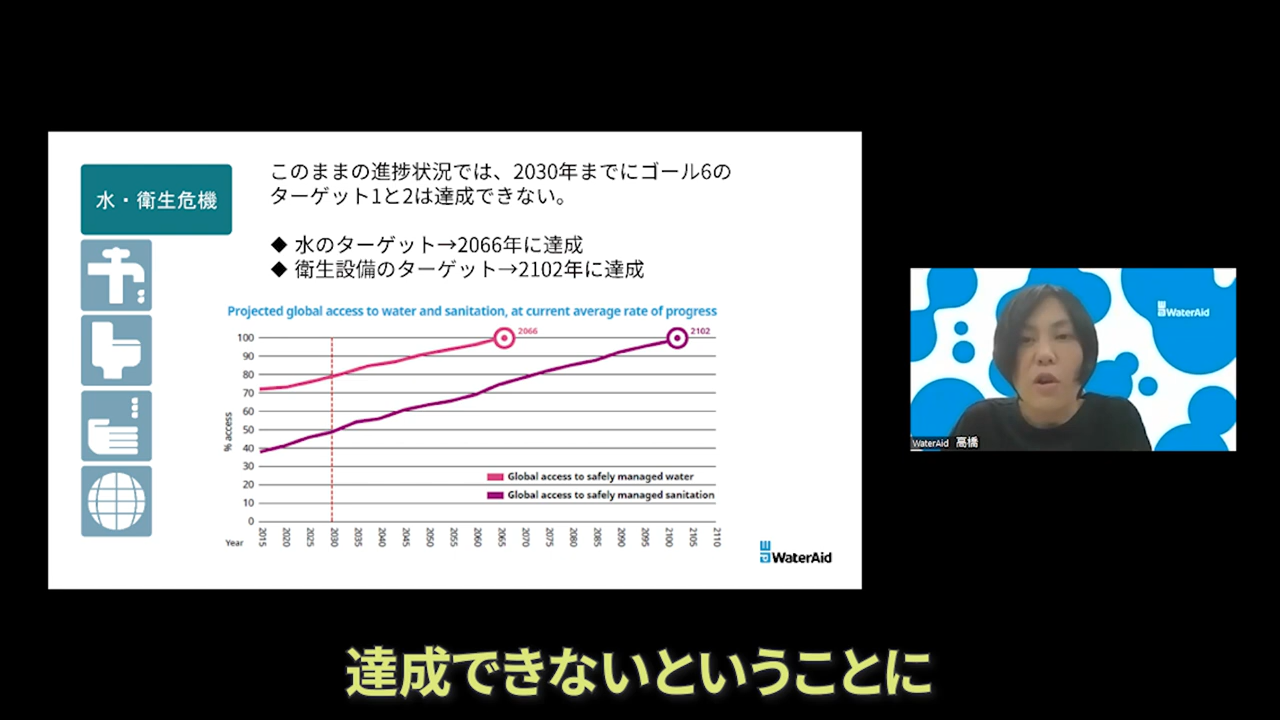 水・衛生危機
このままの進捗状況では、2030年までにゴール6の
ターゲット1と2は達成できない。
◆ 水のターゲット→2066年に達成
◆ 衛生設備のターゲット→2102年に達成
Projected global access to water and sanitation, at current average rate of progress
2066
2102
100
90
80
70
60
50
40
30
20
10
0
% access
Global access to safely managed water
Global access to safely managed sanitation
Year
2015
2020
2025
2030
2035
2040
2045
2050
2055
2060
2065
2070
2075
2080
2085
2090
2095
2100
2105
2110
WaterAid
WaterAid
WaterAid 高橋
達成できないということに